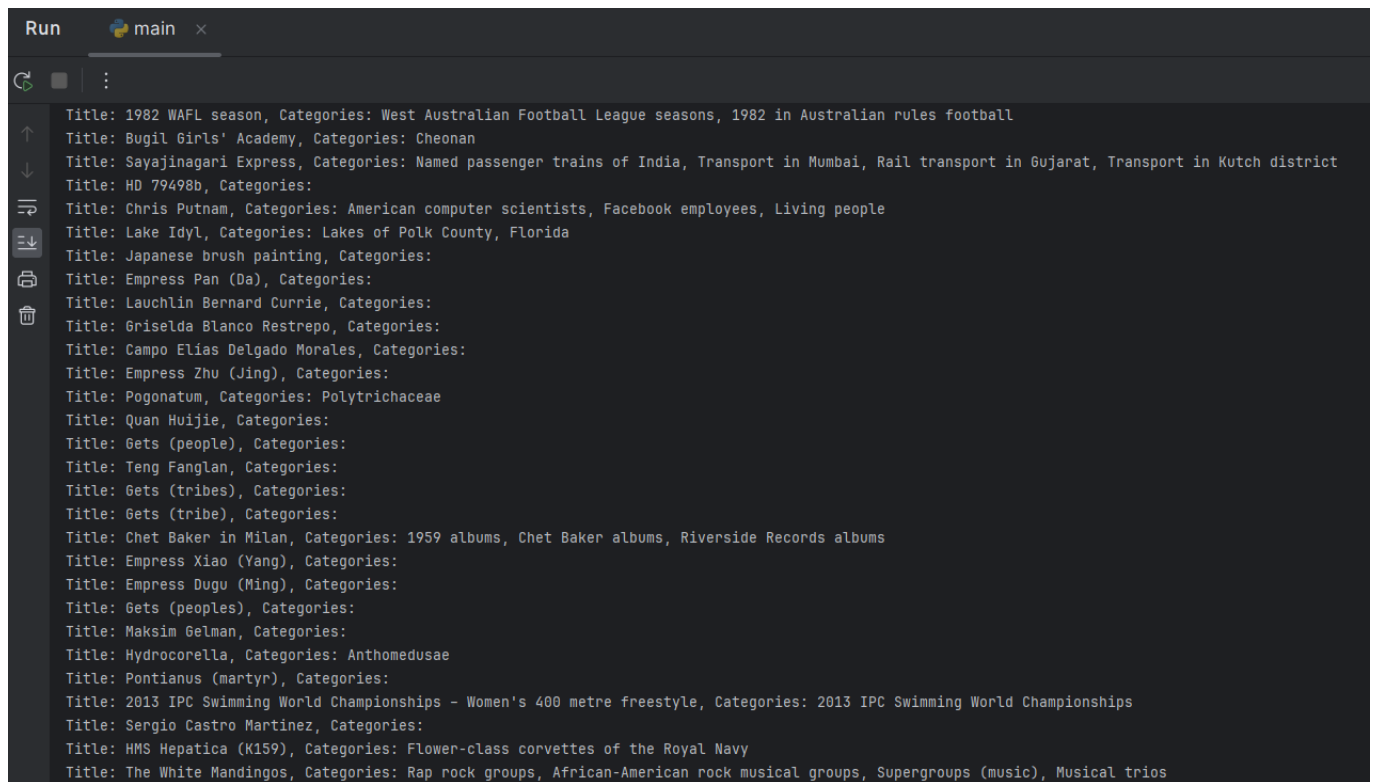 Run main ×
Title: 1982 WAFL season, Categories: West Australian Football League seasons, 1982 in Australian rules football
Title: Bugil Girls' Academy, Categories: Cheonan
Title: Sayajinagari Express, Categories: Named passenger trains of India, Transport in Mumbai, Rail transport in Gujarat, Transport in Kutch district
Title: HD 79498b, Categories:
Title: Chris Putnam, Categories: American computer scientists, Facebook employees, Living people
Title: Lake Idyl, Categories: Lakes of Polk County, Florida
Title: Japanese brush painting, Categories:
Title: Empress Pan (Da), Categories:
Title: Lauchlin Bernard Currie, Categories:
Title: Griselda Blanco Restrepo, Categories:
Title: Campo Elías Delgado Morales, Categories:
Title: Empress Zhu (Jing), Categories:
Title: Pogonatum, Categories: Polytrichaceae
Title: Quan Huijie, Categories:
Title: Gets (people), Categories:
Title: Teng Fanglan, Categories:
Title: Gets (tribes), Categories:
Title: Gets (tribe), Categories:
Title: Chet Baker in Milan, Categories: 1959 albums, Chet Baker albums, Riverside Records albums
Title: Empress Xiao (Yang), Categories:
Title: Empress Dugu (Ming), Categories:
Title: Gets (peoples), Categories:
Title: Maksim Gelman, Categories:
Title: Hydrocorella, Categories: Anthomedusae
Title: Pontianus (martyr), Categories:
Title: 2013 IPC Swimming World Championships – Women's 400 metre freestyle, Categories: 2013 IPC Swimming World Championships
Title: Sergio Castro Martinez, Categories:
Title: HMS Hepatica (K159), Categories: Flower-class corvettes of the Royal Navy
Title: The White Mandingos, Categories: Rap rock groups, African-American rock musical groups, Supergroups (music), Musical trios